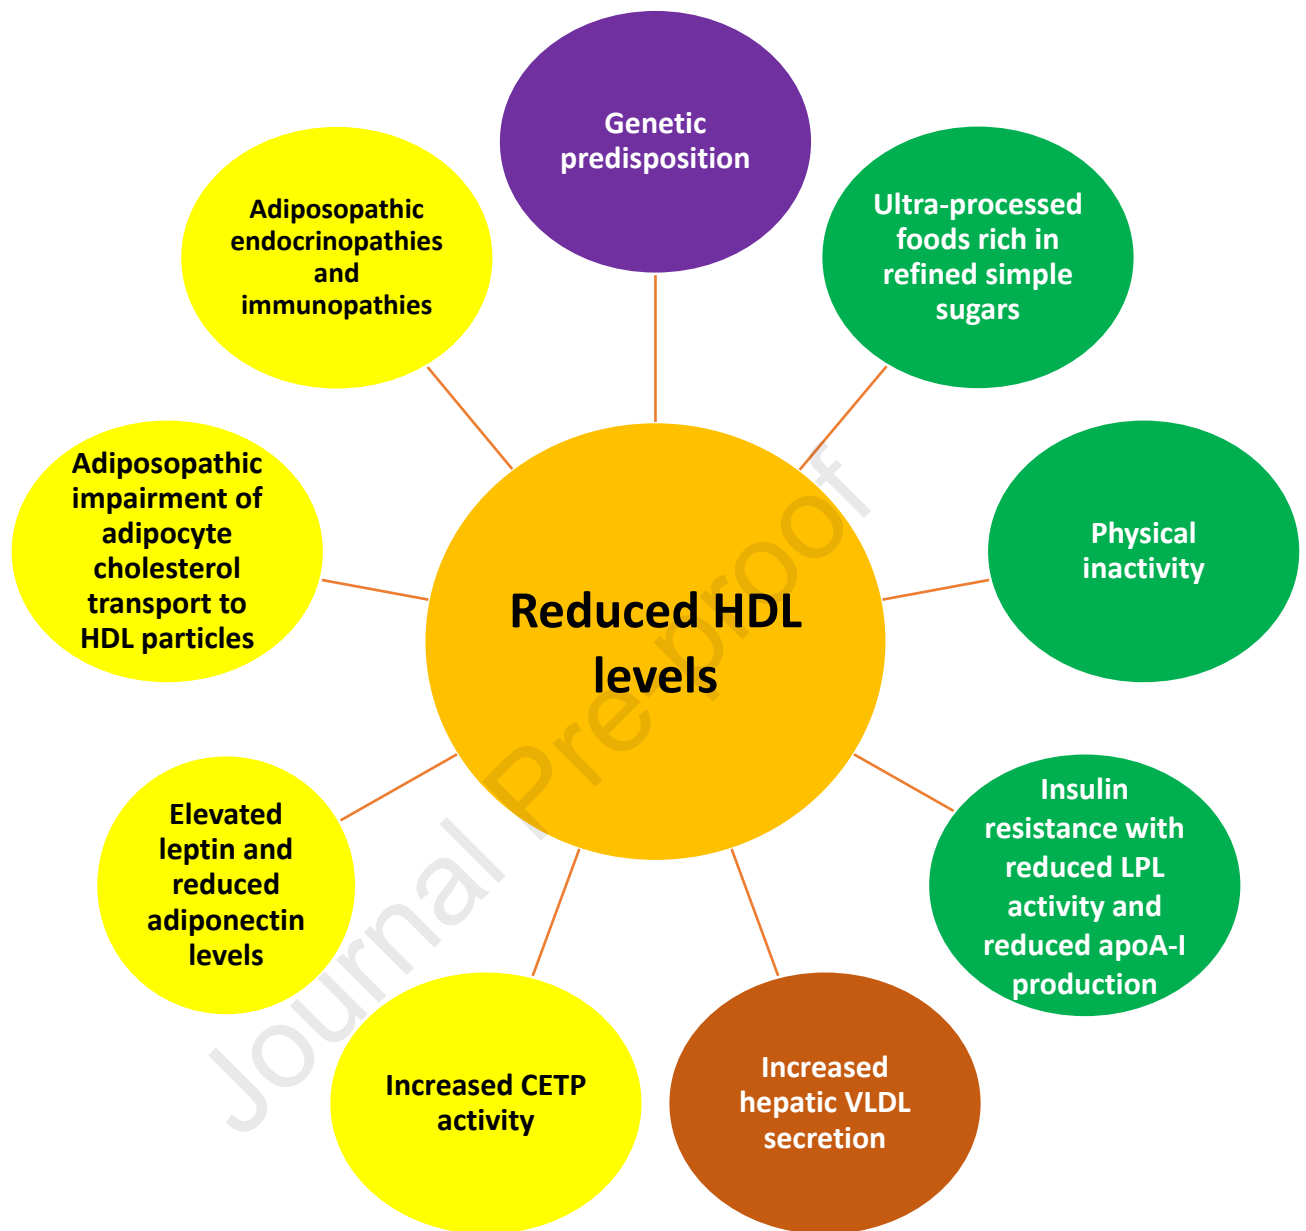 Genetic
predisposition
Ultra-processed
foods rich in
refined simple
sugars
Physical
inactivity
Insulin
resistance with
reduced LPL
activity and
reduced apoA-I
production
Increased
hepatic VLDL
secretion
Increased CETP
activity
Elevated
leptin and
reduced
adiponectin
levels
Adiposopathic
impairment of
adipocyte
cholesterol
transport to
HDL particles
Adiposopathic
endocrinopathies
and
immunopathies
Reduced HDL
levels
Journal Pre-proof